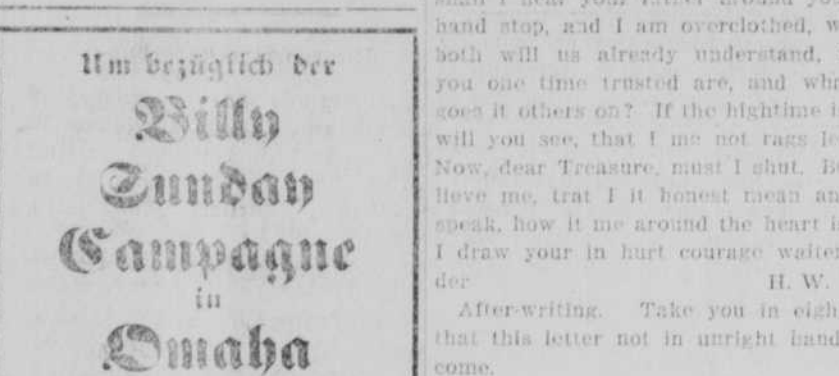 Um bezüglich der
Billy
Sunday
Campagne
in
Omaha
hand stop, and I am overclothed, w
both will us already understand,
you one time trusted are, and wha
goes it others on? If the hightime i
will you see, that I me not rags le
Now, dear Treasure, must I shut. Be
lieve me, trat I it honest mean an
speak, how it me around the heart i
I draw your in hurt courage waite
der H. W.
After-writing. Take you in eigh
that this letter not in unright hand
come.